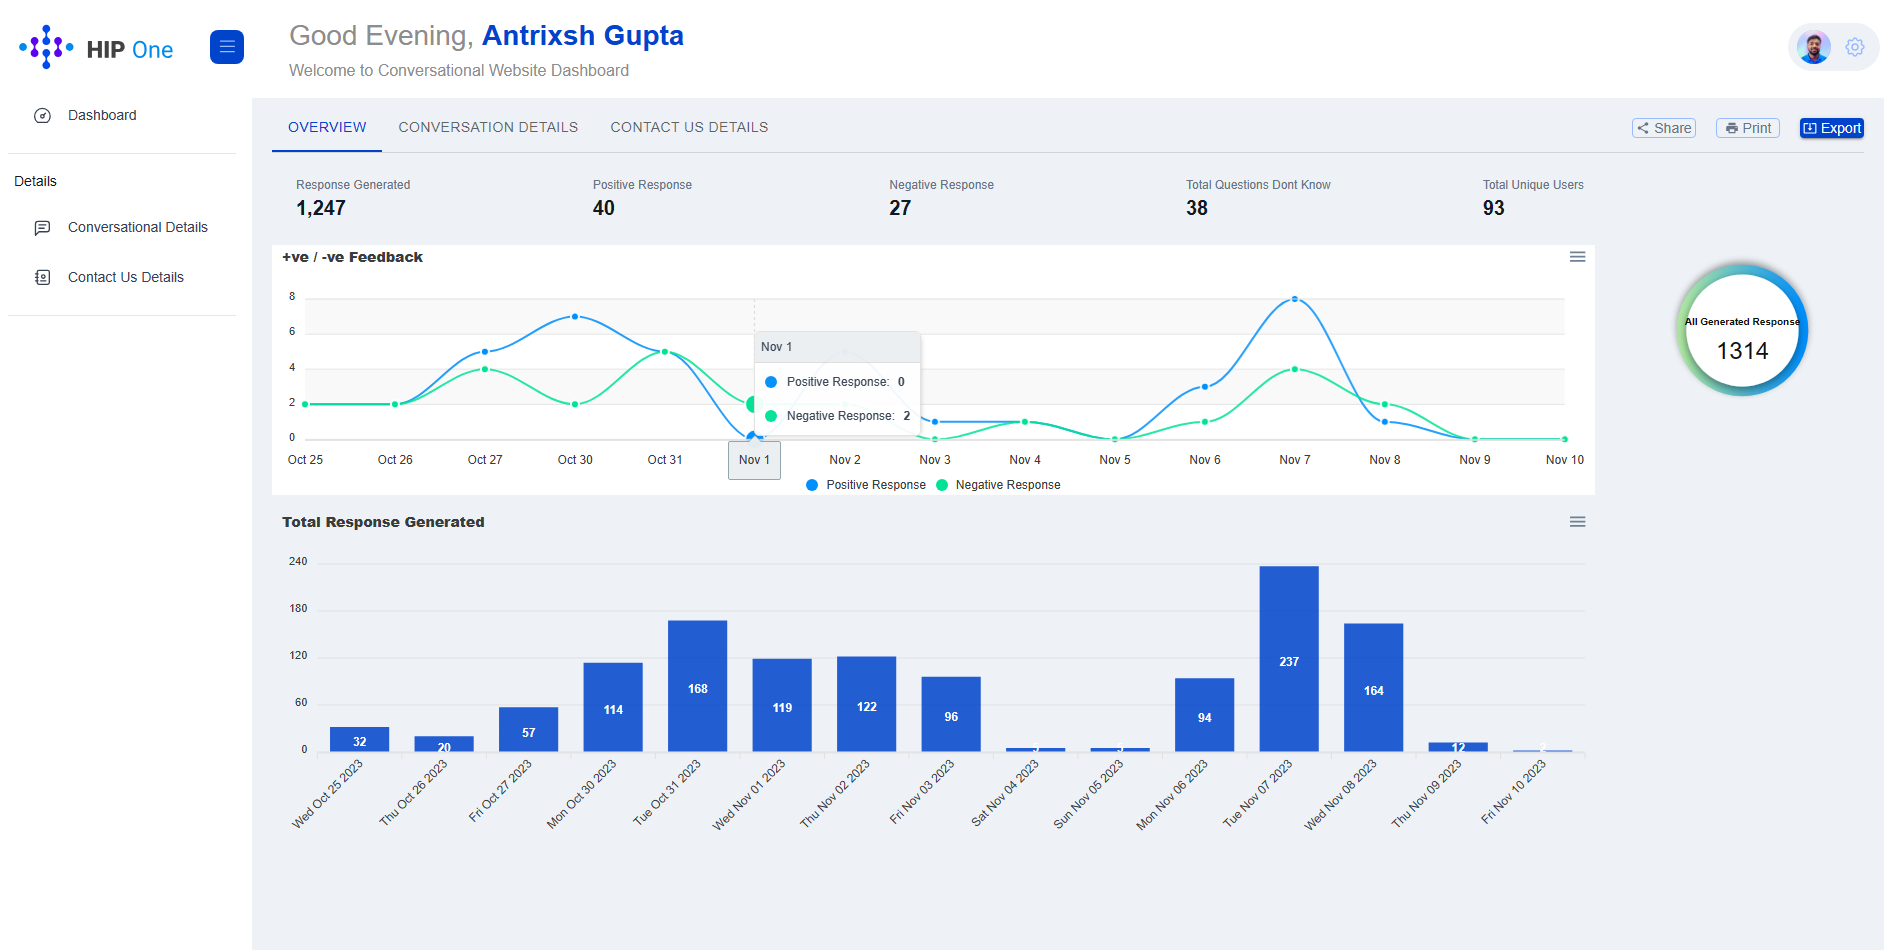 HIP One
Good Evening, Antrixsh Gupta
Welcome to Conversational Website Dashboard
Dashboard
Details
Conversational Details
Contact Us Details
OVERVIEW CONVERSATION DETAILS CONTACT US DETAILS
Share Print Export
Response Generated Positive Response Negative Response Total Questions Dont Know Total Unique Users
1,247 40 27 38 93
+ve / -ve Feedback
8
6
4
2
0
Nov 1
Positive Response: 0
Negative Response: 2
Oct 25 Oct 26 Oct 27 Oct 30 Oct 31 Nov 1 Nov 2 Nov 3 Nov 4 Nov 5 Nov 6 Nov 7 Nov 8 Nov 9 Nov 10
Positive Response Negative Response
All Generated Response
1314
Total Response Generated
240
180
120
60
0
32 20 57 114 168 119 122 96 94 237 164 12 2
Wed Oct 25 2023 Thu Oct 26 2023 Fri Oct 27 2023 Mon Oct 30 2023 Tue Oct 31 2023 Wed Nov 01 2023 Thu Nov 02 2023 Fri Nov 03 2023 Sat Nov 04 2023 Sun Nov 05 2023 Mon Nov 06 2023 Tue Nov 07 2023 Wed Nov 08 2023 Thu Nov 09 2023 Fri Nov 10 2023